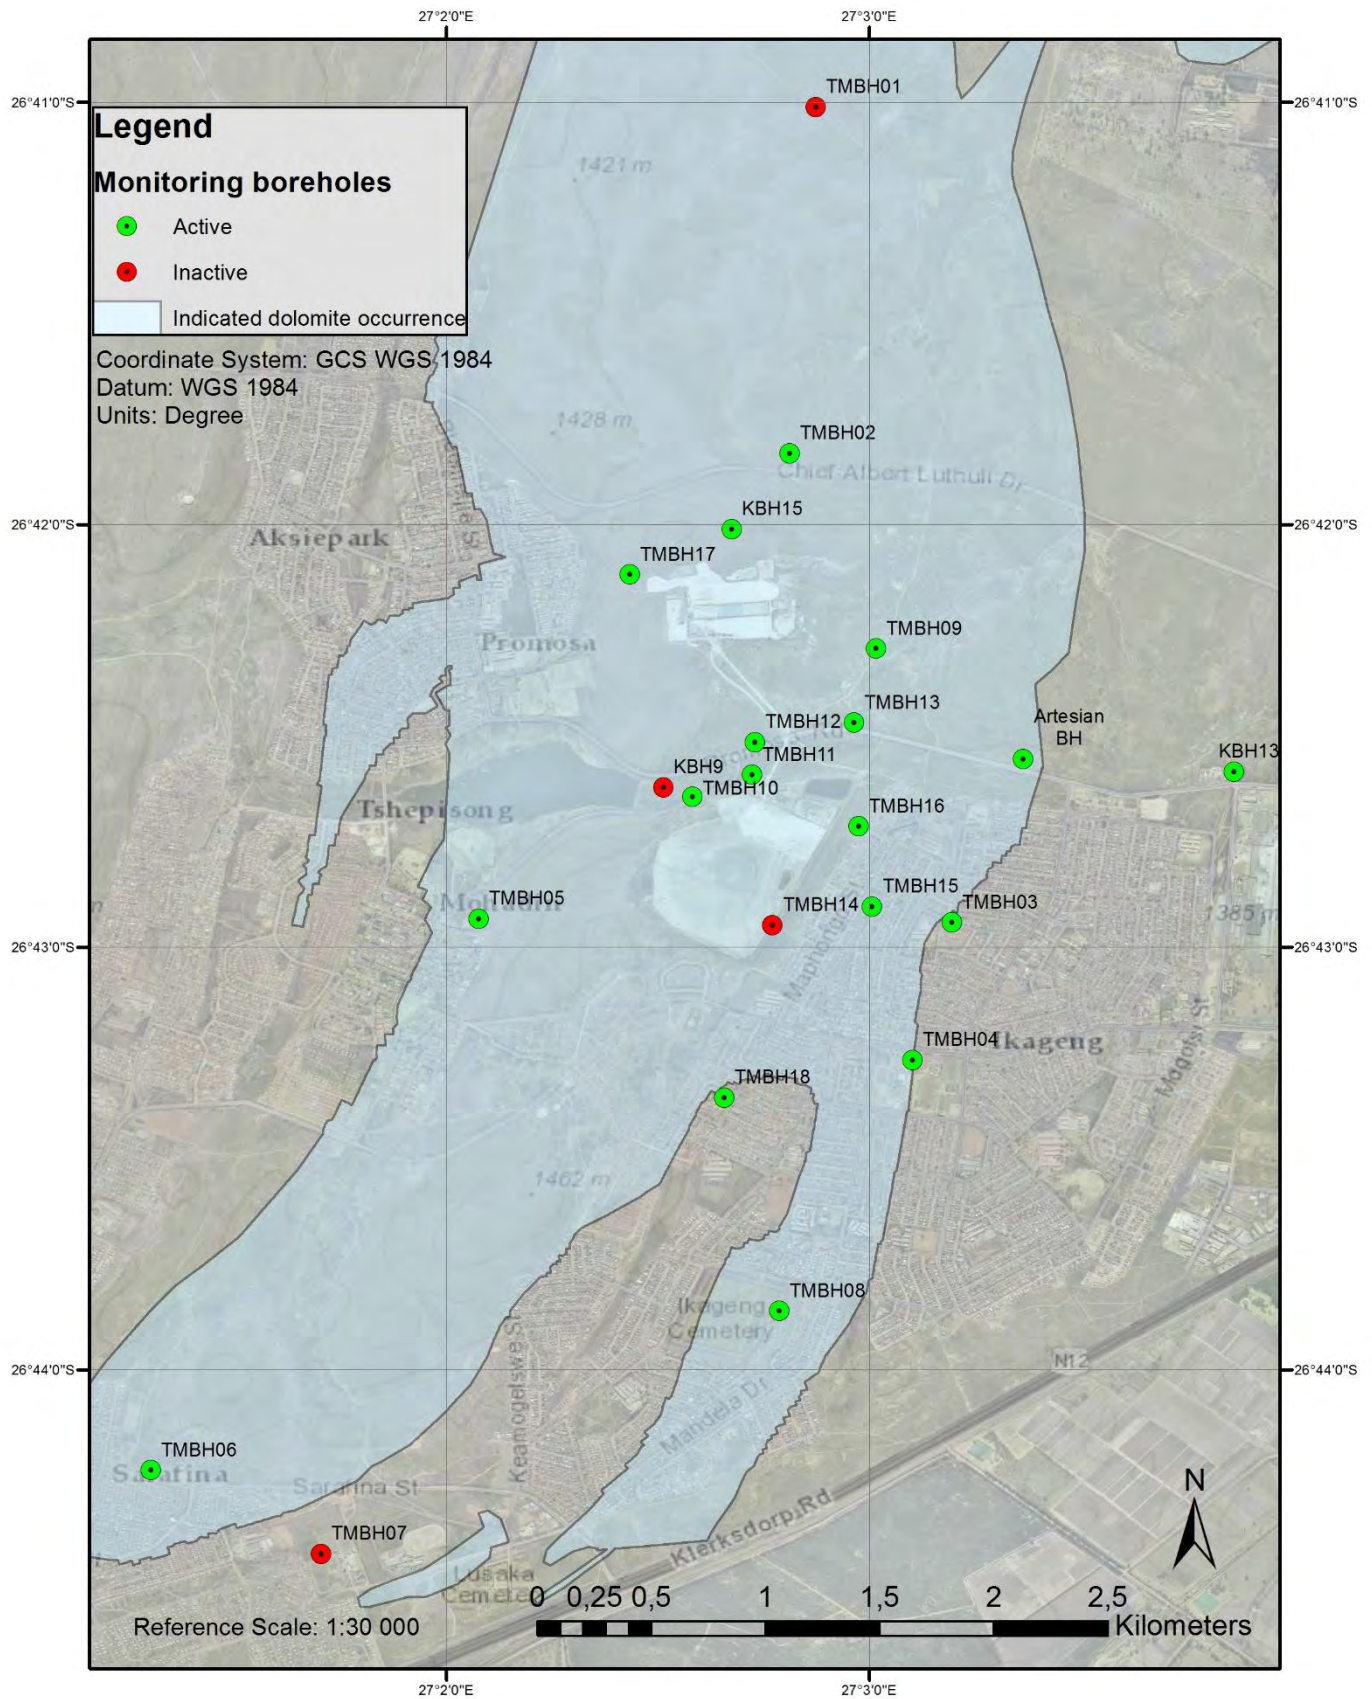 27°2'0"E
27°3'0"E
26°41'0"S
26°41'0"S
TMBH01
Legend
Monitoring boreholes
Active
Inactive
Indicated dolomite occurrence
Coordinate System: GCS WGS 1984
Datum: WGS 1984
Units: Degree
1421 m
1428 m
TMBH02
Chief Albert Luthuli Dr
KBH15
26°42'0"S
26°42'0"S
Aksiepark
TMBH17
Promosa
TMBH09
TMBH13
TMBH12
Rd
TMBH11
Artesian
BH
KBH13
KBH9
TMBH10
Tshepisong
TMBH16
TMBH05
TMBH14
TMBH15
TMBH03
1385 m
26°43'0"S
26°43'0"S
TMBH04
Ikageng
TMBH18
1462 m
TMBH08
Ikageng
Cemetery
N12
26°44'0"S
26°44'0"S
Mandela Dr
TMBH06
Sarafina
Sarafina St
TMBH07
Klerksdorp Rd
Lusaka
Cemete
N
0 0,25 0,5 1 1,5 2 2,5
Kilometers
Reference Scale: 1:30 000
27°2'0"E
27°3'0"E